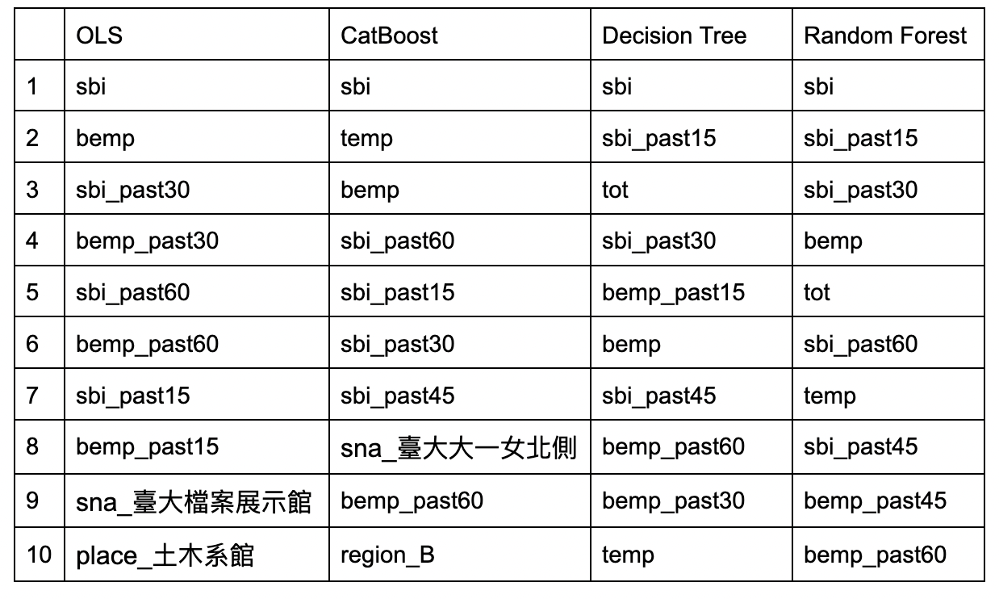 OLS CatBoost Decision Tree Random Forest
1 sbi sbi sbi sbi
2 bemp temp sbi_past15 sbi_past15
3 sbi_past30 bemp tot sbi_past30
4 bemp_past30 sbi_past60 sbi_past30 bemp
5 sbi_past60 sbi_past15 bemp_past15 tot
6 bemp_past60 sbi_past30 bemp sbi_past60
7 sbi_past15 sbi_past45 sbi_past45 temp
8 bemp_past15 sna_臺大大一女北側 bemp_past60 sbi_past45
9 sna_臺大檔案展示館 bemp_past60 bemp_past30 bemp_past45
10 place_土木系館 region_B temp bemp_past60